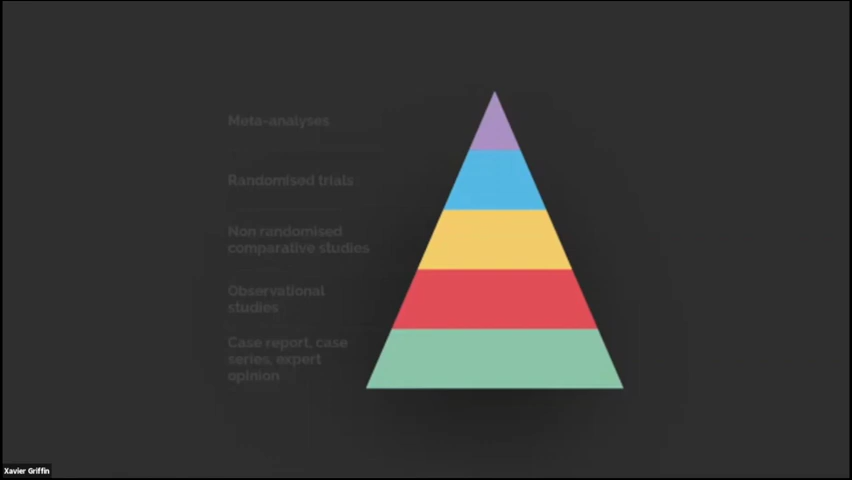 Meta-analyses
Randomised trials
Non randomised
comparative studies
Observational
studies
Case report, case
series, expert
opinion
Xavier Griffin